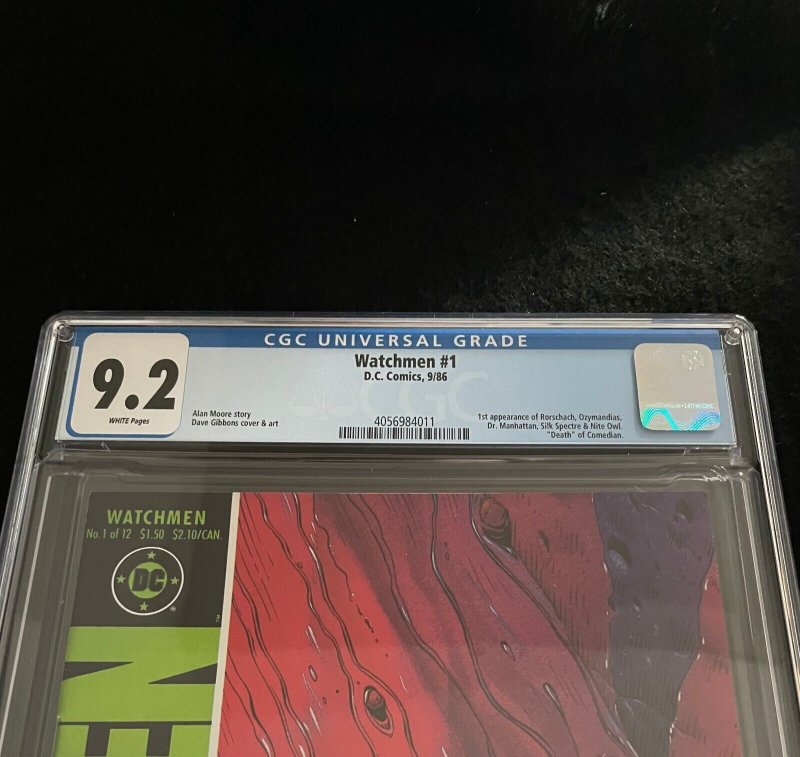 CGC UNIVERSAL GRADE
9.2
WHITE Pages
Watchmen #1
D.C. Comics, 9/86
Alan Moore story
Dave Gibbons cover & art
4056984011
1st appearance of Rorschach, Ozymandias,
Dr. Manhattan, Silk Spectre & Nite Owl.
"Death" of Comedian.
CGC
WATCHMEN
No. 1 of 12 $1.50 $2.10/CAN.
DC
NE